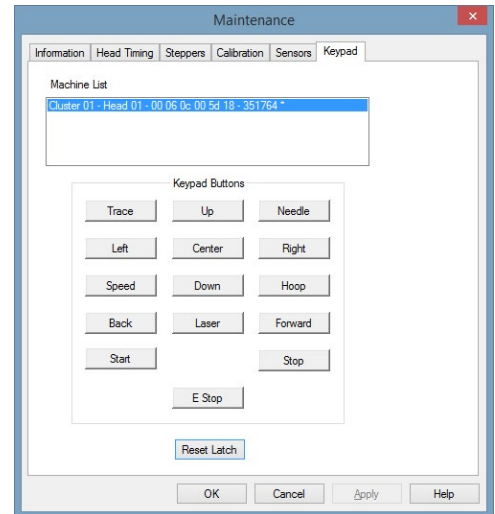 Maintenance
Information Head Timing Steppers Calibration Sensors Keypad
Machine List
Cluster 01 - Head 01 - 00 06 0c 00 5d 18 - 351764 *
Keypad Buttons
Trace Up Needle
Left Center Right
Speed Down Hoop
Back Laser Forward
Start Stop
E Stop
Reset Latch
OK Cancel Apply Help